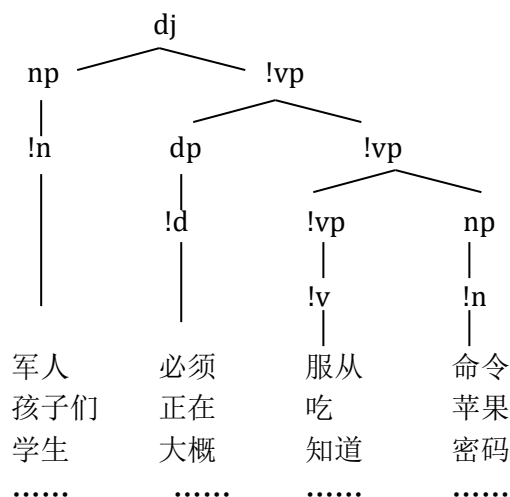 dj
np !vp
!n dp !vp
!d !vp np
!v !n
军人 必须 服从 命令
孩子们 正在 吃 苹果
学生 大概 知道 密码
…… …… …… ……